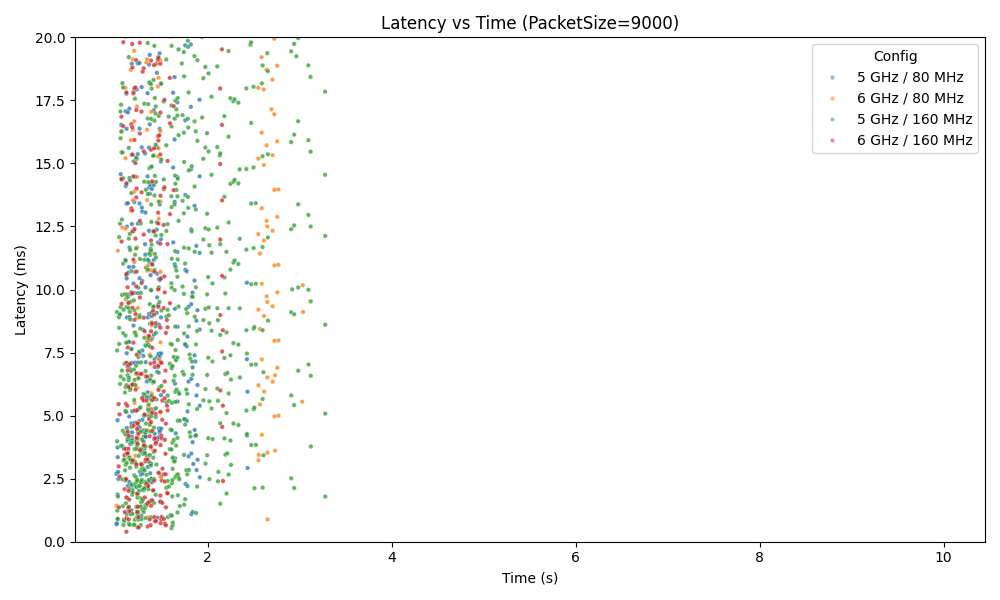 Latency vs Time (PacketSize=9000)
Config
5 GHz / 80 MHz
6 GHz / 80 MHz
5 GHz / 160 MHz
6 GHz / 160 MHz
Latency (ms)
20.0
17.5
15.0
12.5
10.0
7.5
5.0
2.5
0.0
2
4
6
8
10
Time (s)